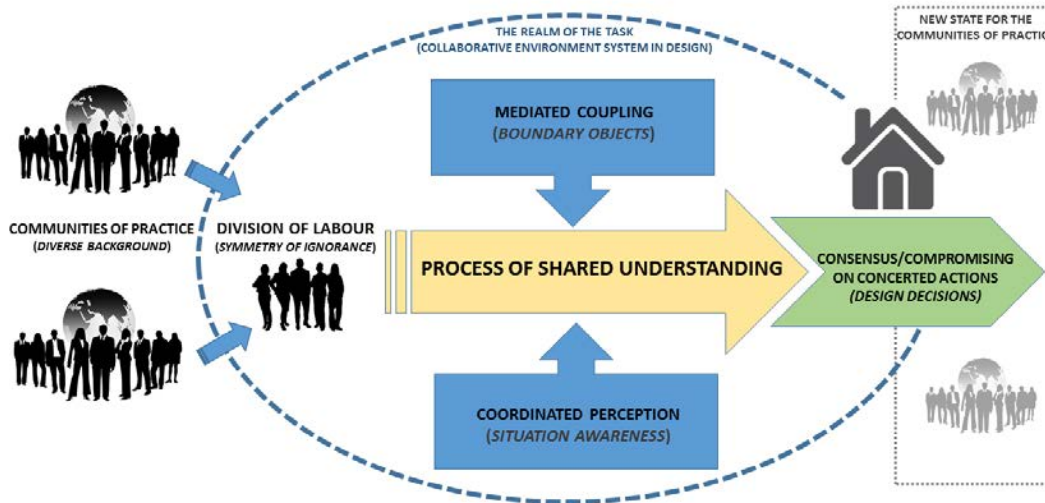 THE REALM OF THE TASK
(COLLABORATIVE ENVIRONMENT SYSTEM IN DESIGN)
NEW STATE FOR THE
COMMUNITIES OF PRACTIC
MEDIATED COUPLING
(BOUNDARY OBJECTS)
COMMUNITIES OF PRACTICE
(DIVERSE BACKGROUND)
DIVISION OF LABOUR
(SYMMETRY OF IGNORANCE)
PROCESS OF SHARED UNDERSTANDING
CONSENSUS/COMPROMISING
ON CONCERTED ACTIONS
(DESIGN DECISIONS)
COORDINATED PERCEPTION
(SITUATION AWARENESS)